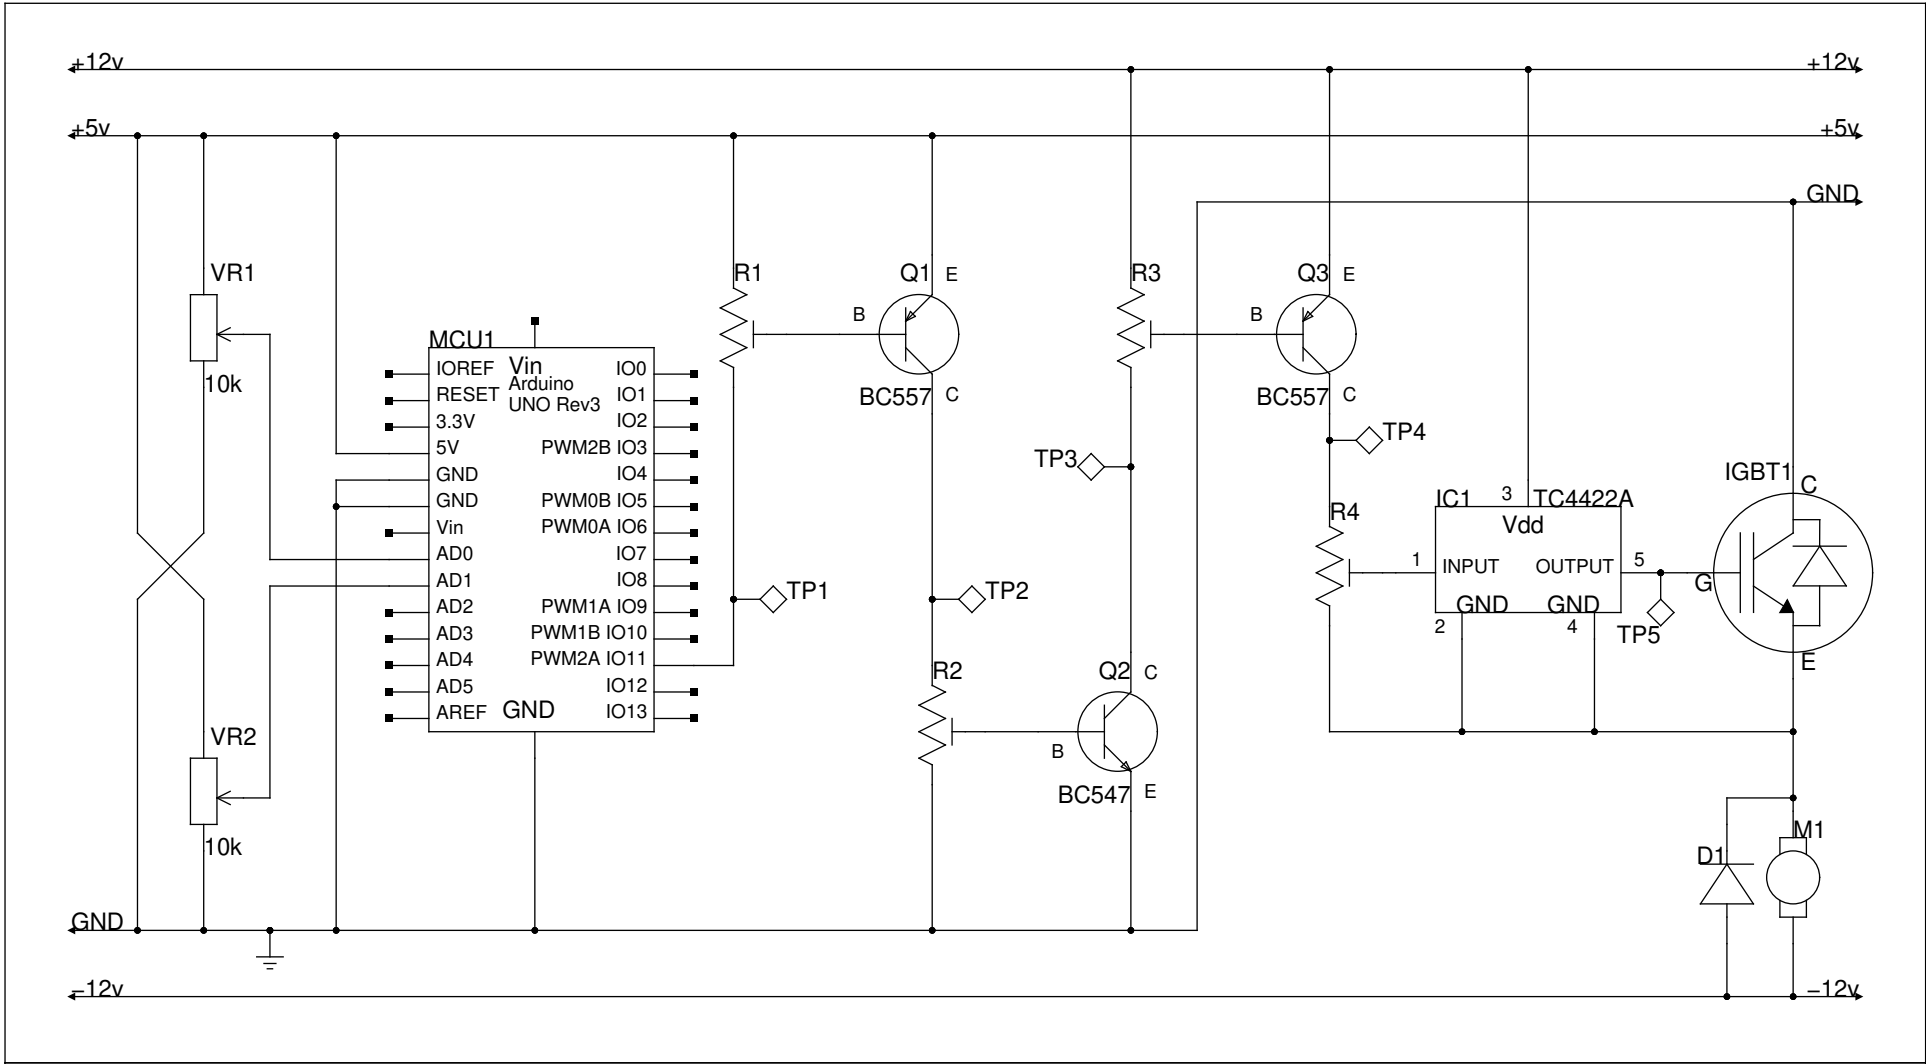 +12v
+12v
+5v
+5v
GND
VR1
10k
MCU1
Vin
Arduino
UNO Rev3
IOREF
RESET
3.3V
5V
GND
GND
Vin
AD0
AD1
AD2
AD3
AD4
AD5
AREF
GND
IO0
IO1
IO2
PWM2B IO3
IO4
PWM0B IO5
PWM0A IO6
IO7
IO8
PWM1A IO9
PWM1B IO10
PWM2A IO11
IO12
IO13
VR2
10k
R1
TP1
Q1
E
B
BC557
C
TP2
R2
R3
TP3
Q2
C
B
BC547
E
Q3
E
B
BC557
C
TP4
R4
IC1
3
TC4422A
Vdd
1
INPUT
OUTPUT
5
GND
GND
2
4
TP5
IGBT1
C
G
E
D1
M1
GND
−12v
−12v